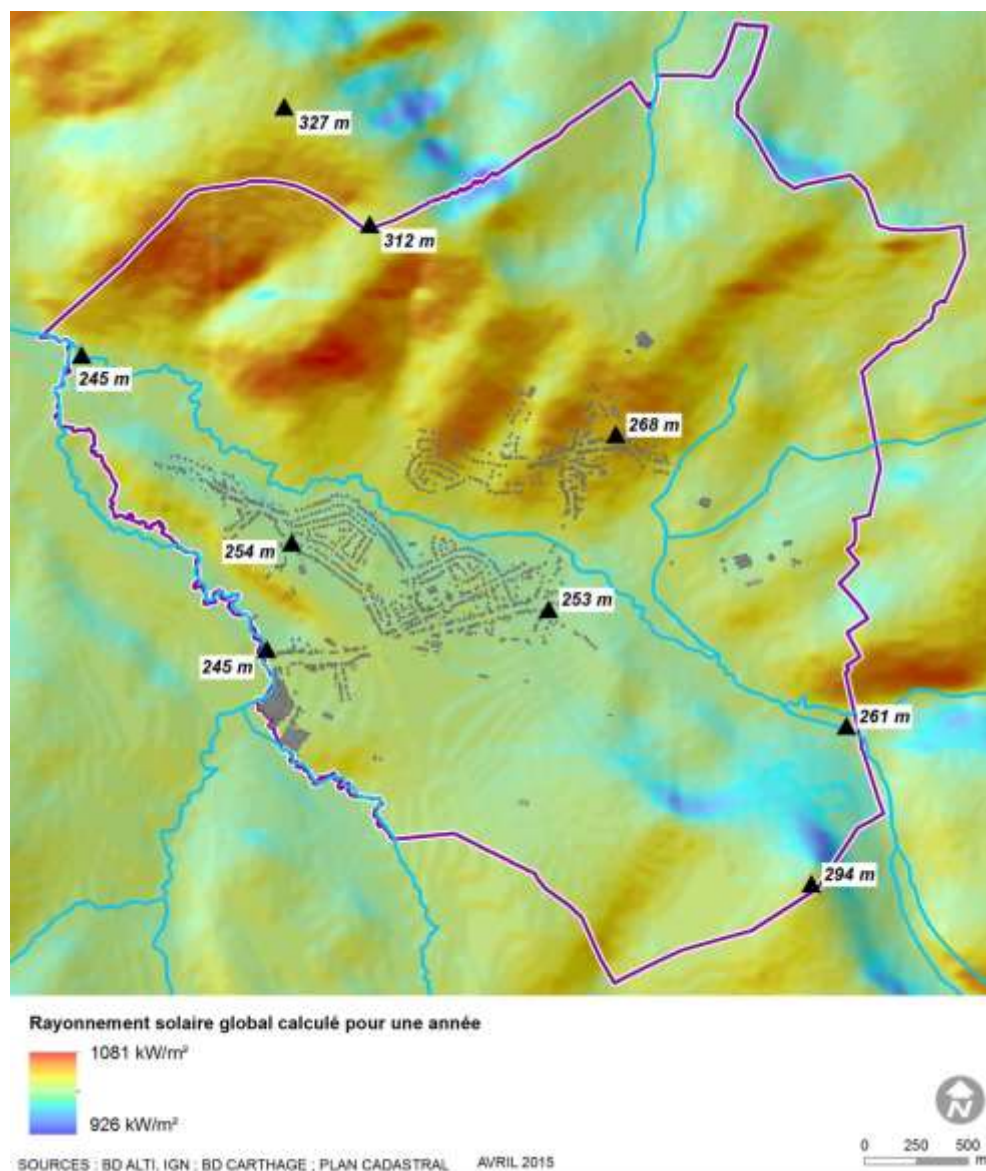 327 m
312 m
245 m
268 m
254 m
253 m
245 m
261 m
294 m
Rayonnement solaire global calculé pour une année
1081 kW/m²
926 kW/m²
N
0 250 500
m
SOURCES : BD ALTI, IGN ; BD CARTHAGE ; PLAN CADASTRAL AVRIL 2015